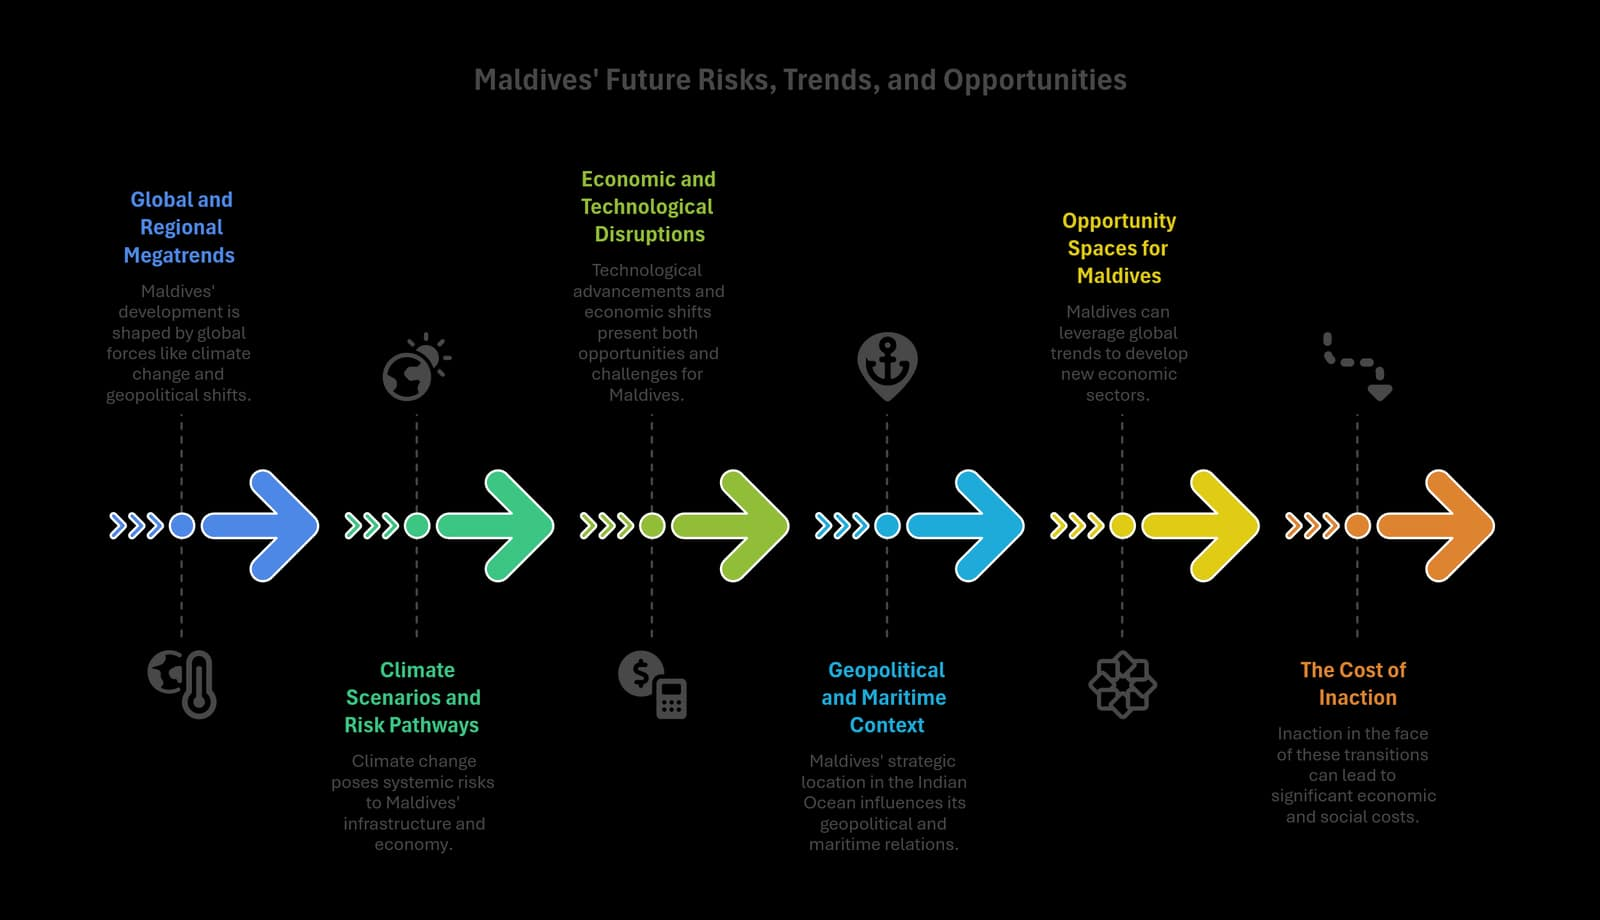 Maldives' Future Risks, Trends, and Opportunities
Global and
Regional
Megatrends
Maldives'
development is
shaped by global
forces like climate
change and
geopolitical shifts.
Climate
Scenarios and
Risk Pathways
Climate change
poses systemic risks
to Maldives'
infrastructure and
economy.
Economic and
Technological
Disruptions
Technological
advancements and
economic shifts
present both
opportunities and
challenges for
Maldives.
Geopolitical
and Maritime
Context
Maldives' strategic
location in the Indian
Ocean influences its
geopolitical and
maritime relations.
Opportunity
Spaces for
Maldives
Maldives can
leverage global
trends to develop
new economic
sectors.
The Cost of
Inaction
Inaction in the face
of these transitions
can lead to
significant economic
and social costs.